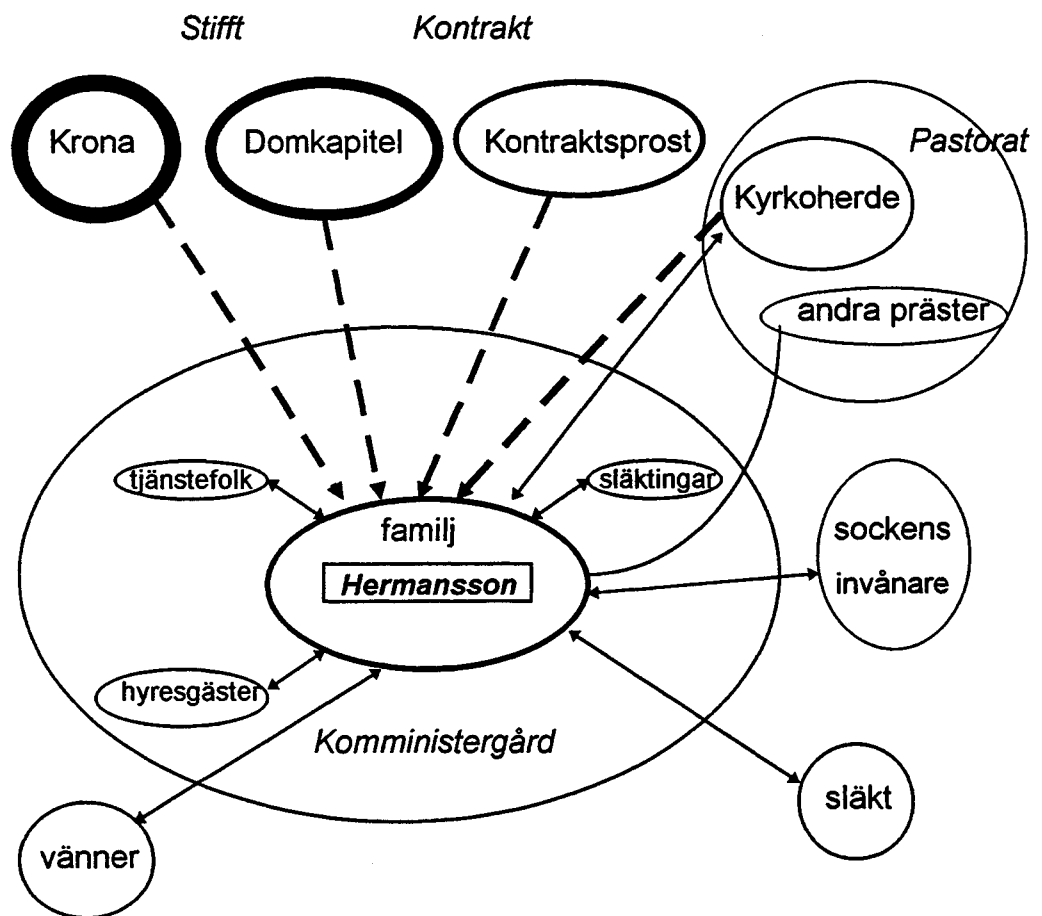 Stifft
Kontrakt
Krona
Domkapitel
Kontraktsprost
Pastorat
Kyrkoherde
andra präster
tjänstefolk
släktingar
familj
Hermansson
sockens
invånare
hyresgäster
Komministergård
släkt
vänner